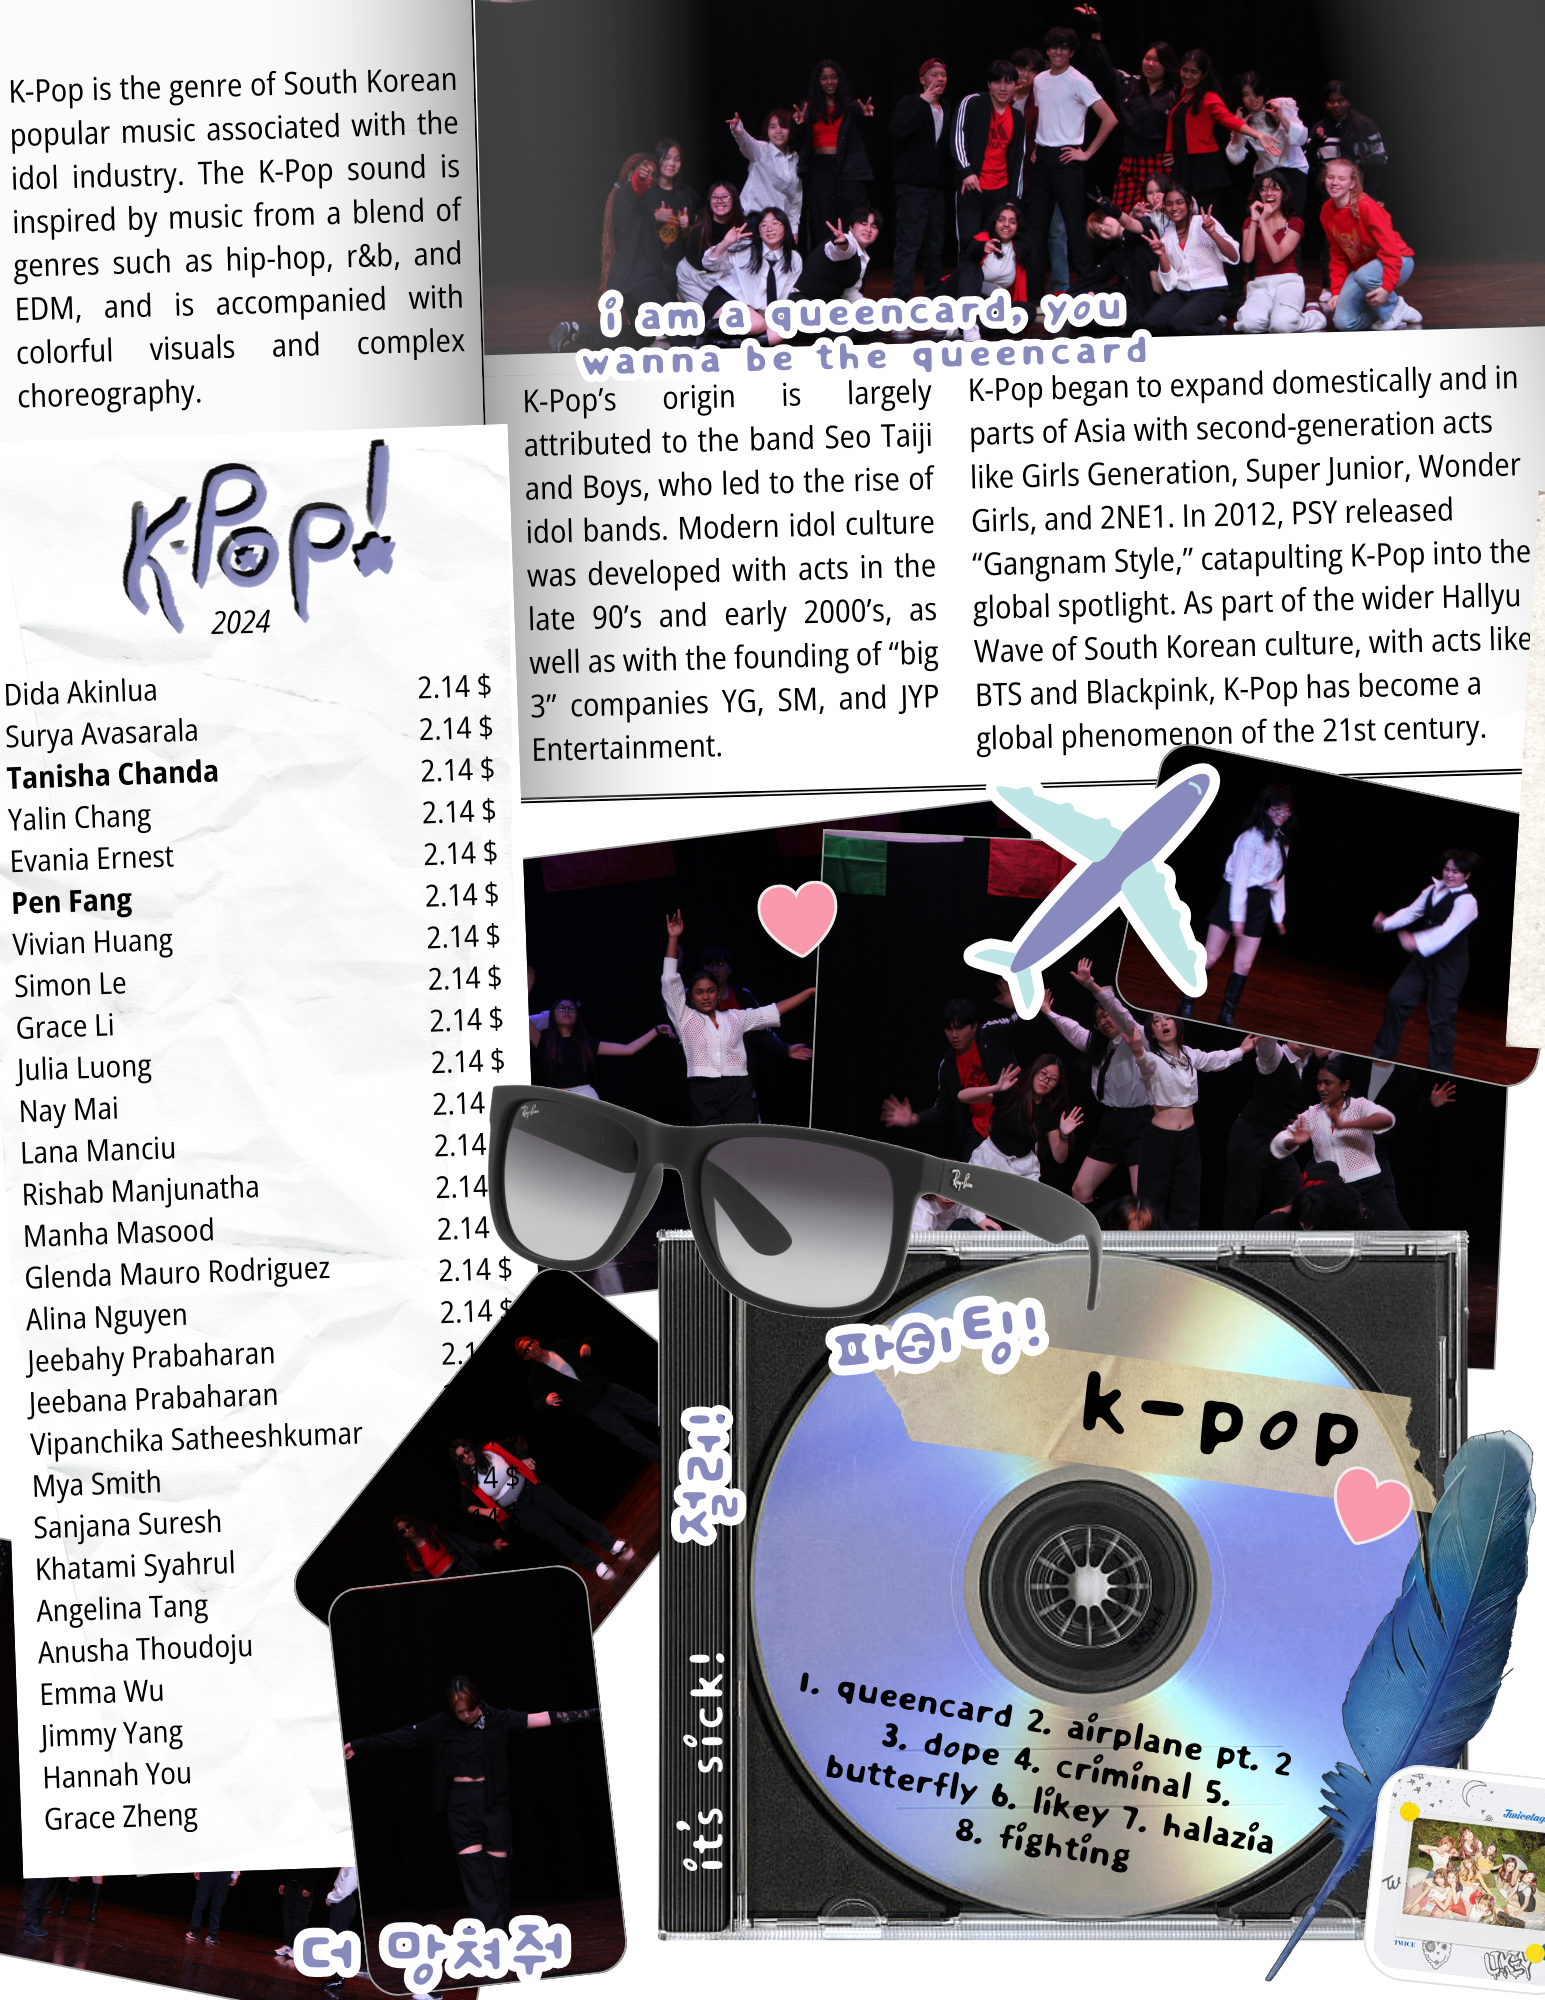 K-Pop is the genre of South Korean
popular music associated with the
idol industry. The K-Pop sound is
inspired by music from a blend of
genres such as hip-hop, r&b, and
EDM, and is accompanied with
colorful visuals and complex
choreography.
i am a queencard, you
wanna be the queencard
K-Pop's origin is largely
attributed to the band Seo Taiji
and Boys, who led to the rise of
idol bands. Modern idol culture
was developed with acts in the
late 90's and early 2000's, as
well as with the founding of “big
3” companies YG, SM, and JYP
Entertainment.
K-Pop began to expand domestically and in
parts of Asia with second-generation acts
like Girls Generation, Super Junior, Wonder
Girls, and 2NE1. In 2012, PSY released
“Gangnam Style,” catapulting K-Pop into the
global spotlight. As part of the wider Hallyu
Wave of South Korean culture, with acts like
BTS and Blackpink, K-Pop has become a
global phenomenon of the 21st century.
K-Pop!
2024
Dida Akinlua 2.14 $
Surya Avasarala 2.14 $
Tanisha Chanda 2.14 $
Yalin Chang 2.14 $
Evania Ernest 2.14 $
Pen Fang 2.14 $
Vivian Huang 2.14 $
Simon Le 2.14 $
Grace Li 2.14 $
Julia Luong 2.14 $
Nay Mai 2.14
Lana Manciu 2.14
Rishab Manjunatha 2.14
Manha Masood 2.14
Glenda Mauro Rodriguez 2.14 $
Alina Nguyen 2.14 $
Jeebahy Prabaharan 2.1
Jeebana Prabaharan
Vipanchika Satheeshkumar
Mya Smith 4 $
Sanjana Suresh
Khatami Syahrul
Angelina Tang
Anusha Thoudoju
Emma Wu
Jimmy Yang
Hannah You
Grace Zheng
Ray-Ban
Ray-Ban
파이팅!!
k-pop
쩔어!
it's sick!
1. queencard 2. airplane pt. 2
3. dope 4. criminal 5.
butterfly 6. likey 7. halazia
8. fighting
더 망쳐줘
Twicetag
TW
TWICE
LIKEY